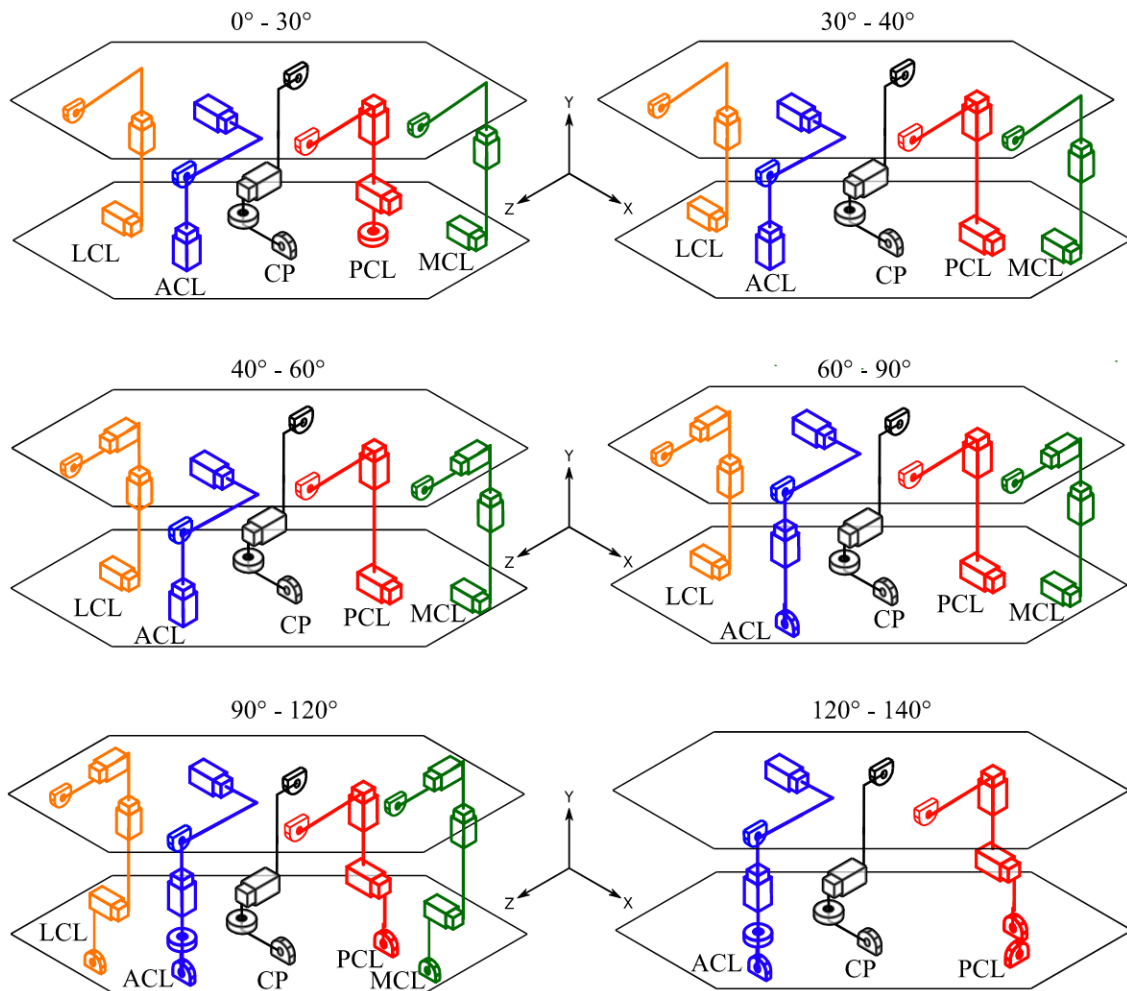 0° - 30°
30° - 40°
Y
Z
X
LCL
ACL
CP
PCL
MCL
LCL
ACL
CP
PCL
MCL
40° - 60°
60° - 90°
Y
Z
X
LCL
ACL
CP
PCL
MCL
LCL
ACL
CP
PCL
MCL
90° - 120°
120° - 140°
Y
Z
X
LCL
ACL
CP
PCL
MCL
ACL
CP
PCL